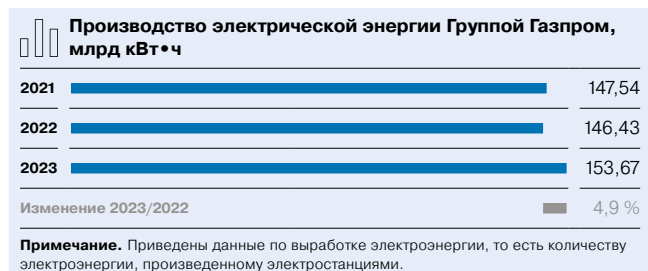 Производство электрической энергии Группой Газпром,
млрд кВт•ч
2021 147,54
2022 146,43
2023 153,67
Изменение 2023/2022 4,9 %
Примечание. Приведены данные по выработке электроэнергии, то есть количеству
электроэнергии, произведенному электростанциями.